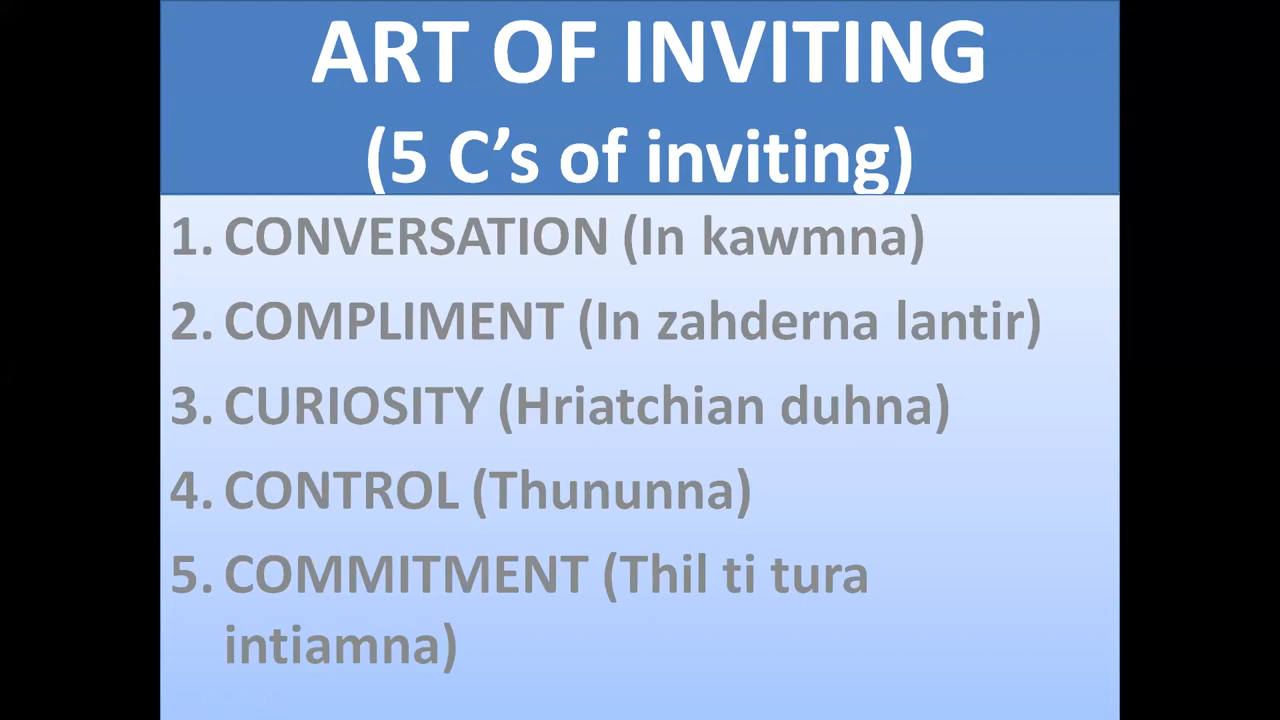 ART OF INVITING
(5 C’s of inviting)
1. CONVERSATION (In kawmna)
2. COMPLIMENT (In zahderna lantir)
3. CURIOSITY (Hriatchian duhna)
4. CONTROL (Thununna)
5. COMMITMENT (Thil ti tura
intiamna)